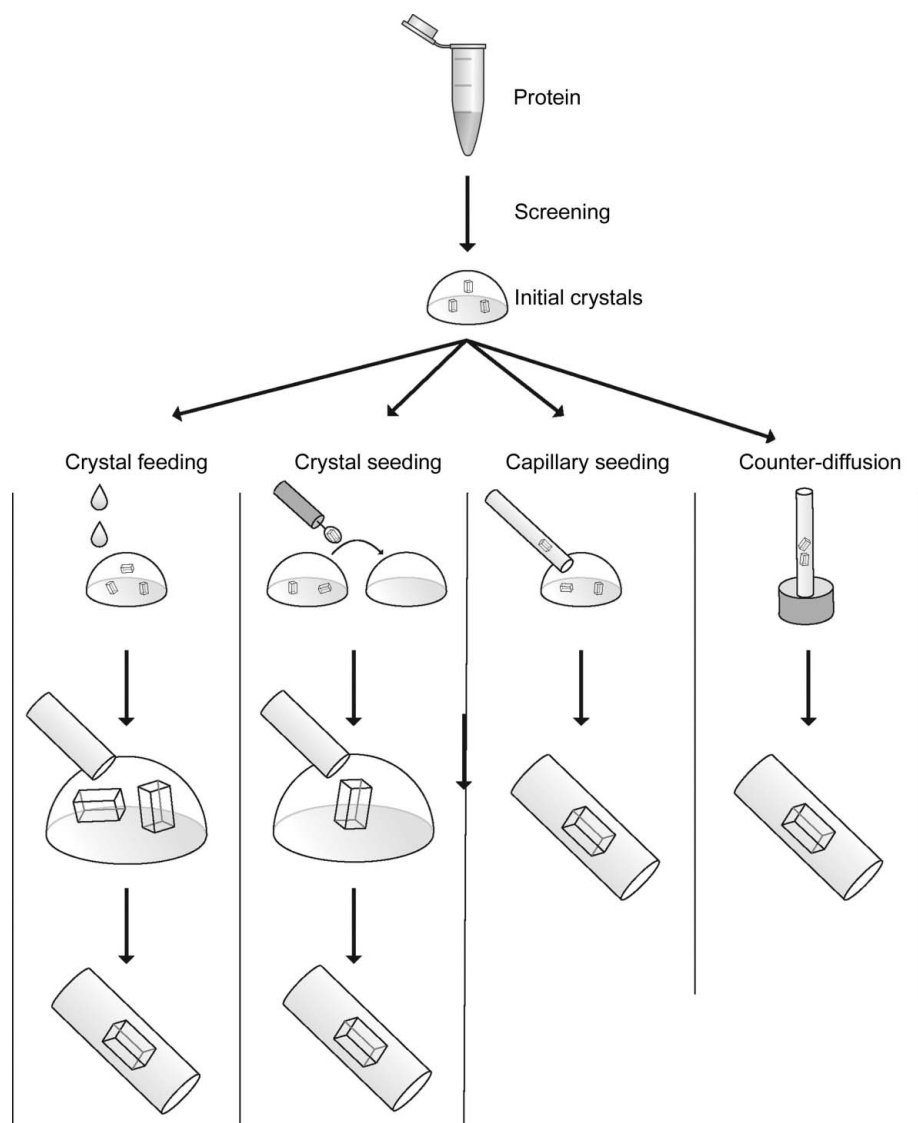 Protein
Screening
Initial crystals
Crystal feeding
Crystal seeding
Capillary seeding
Counter-diffusion